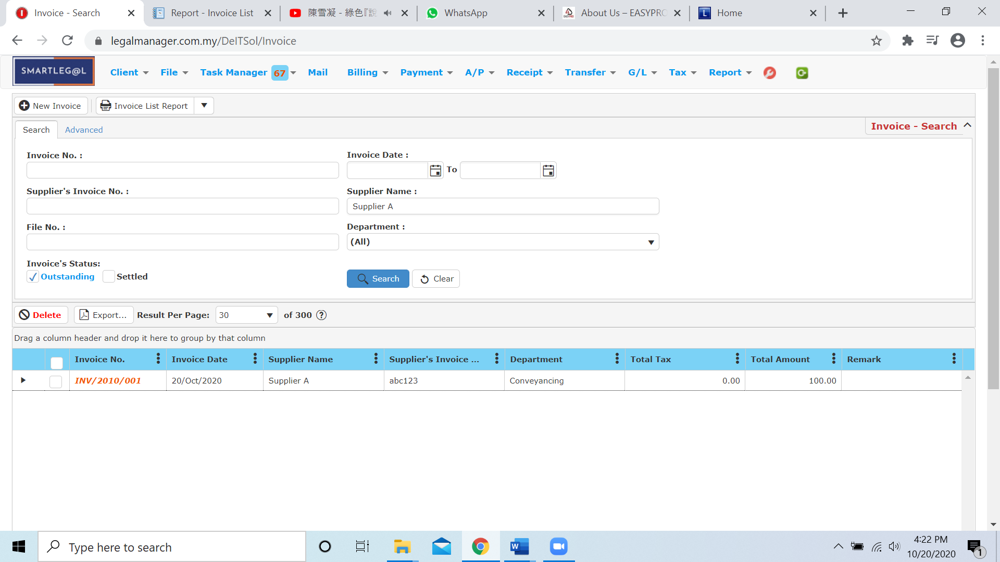 Invoice - Search
Report - Invoice List
陳雪凝 - 綠色『說
WhatsApp
About Us – EASYPRO
L Home
legalmanager.com.my/DeITSol/Invoice
SMARTLEG@L
Client File Task Manager 67 Mail Billing Payment A/P Receipt Transfer G/L Tax Report
New Invoice Invoice List Report
Search Advanced Invoice - Search
Invoice No. : Invoice Date :
To
Supplier's Invoice No. : Supplier Name :
Supplier A
File No. : Department :
(All)
Invoice's Status:
Outstanding Settled Search Clear
Delete Export... Result Per Page: 30 of 300 ?
Drag a column header and drop it here to group by that column
Invoice No. Invoice Date Supplier Name Supplier's Invoice ... Department Total Tax Total Amount Remark
INV/2010/001 20/Oct/2020 Supplier A abc123 Conveyancing 0.00 100.00
Type here to search
W
4:22 PM
10/20/2020
1